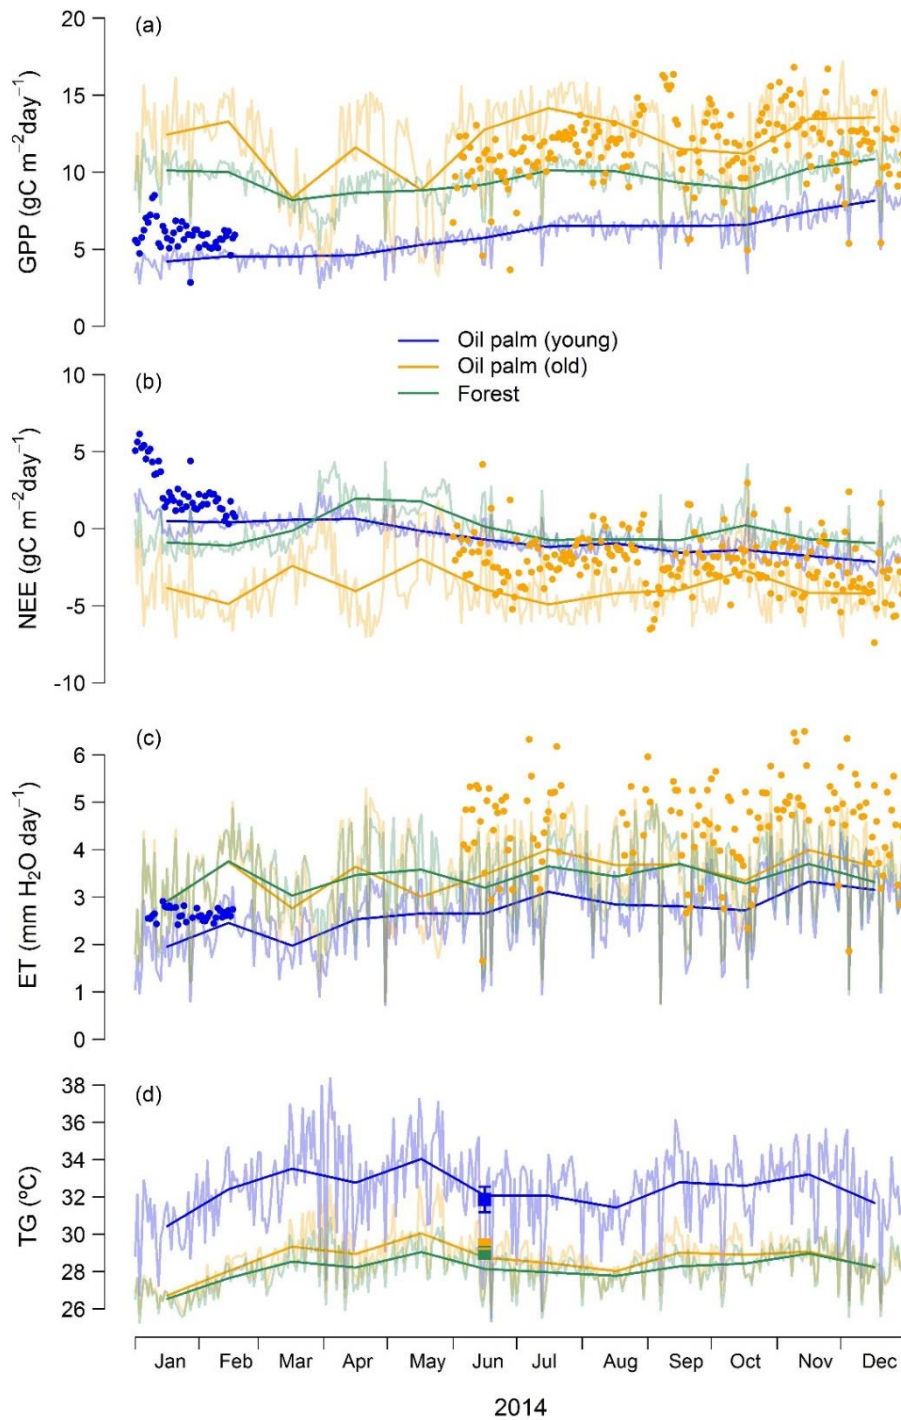 (a)
20
15
10
5
0
GPP (gC m⁻²day⁻¹)
Oil palm (young)
Oil palm (old)
Forest
(b)
10
5
0
-5
-10
NEE (gC m⁻²day⁻¹)
(c)
6
5
4
3
2
1
0
ET (mm H₂O day⁻¹)
(d)
38
36
34
32
30
28
26
TG (ºC)
Jan Feb Mar Apr May Jun Jul Aug Sep Oct Nov Dec
2014